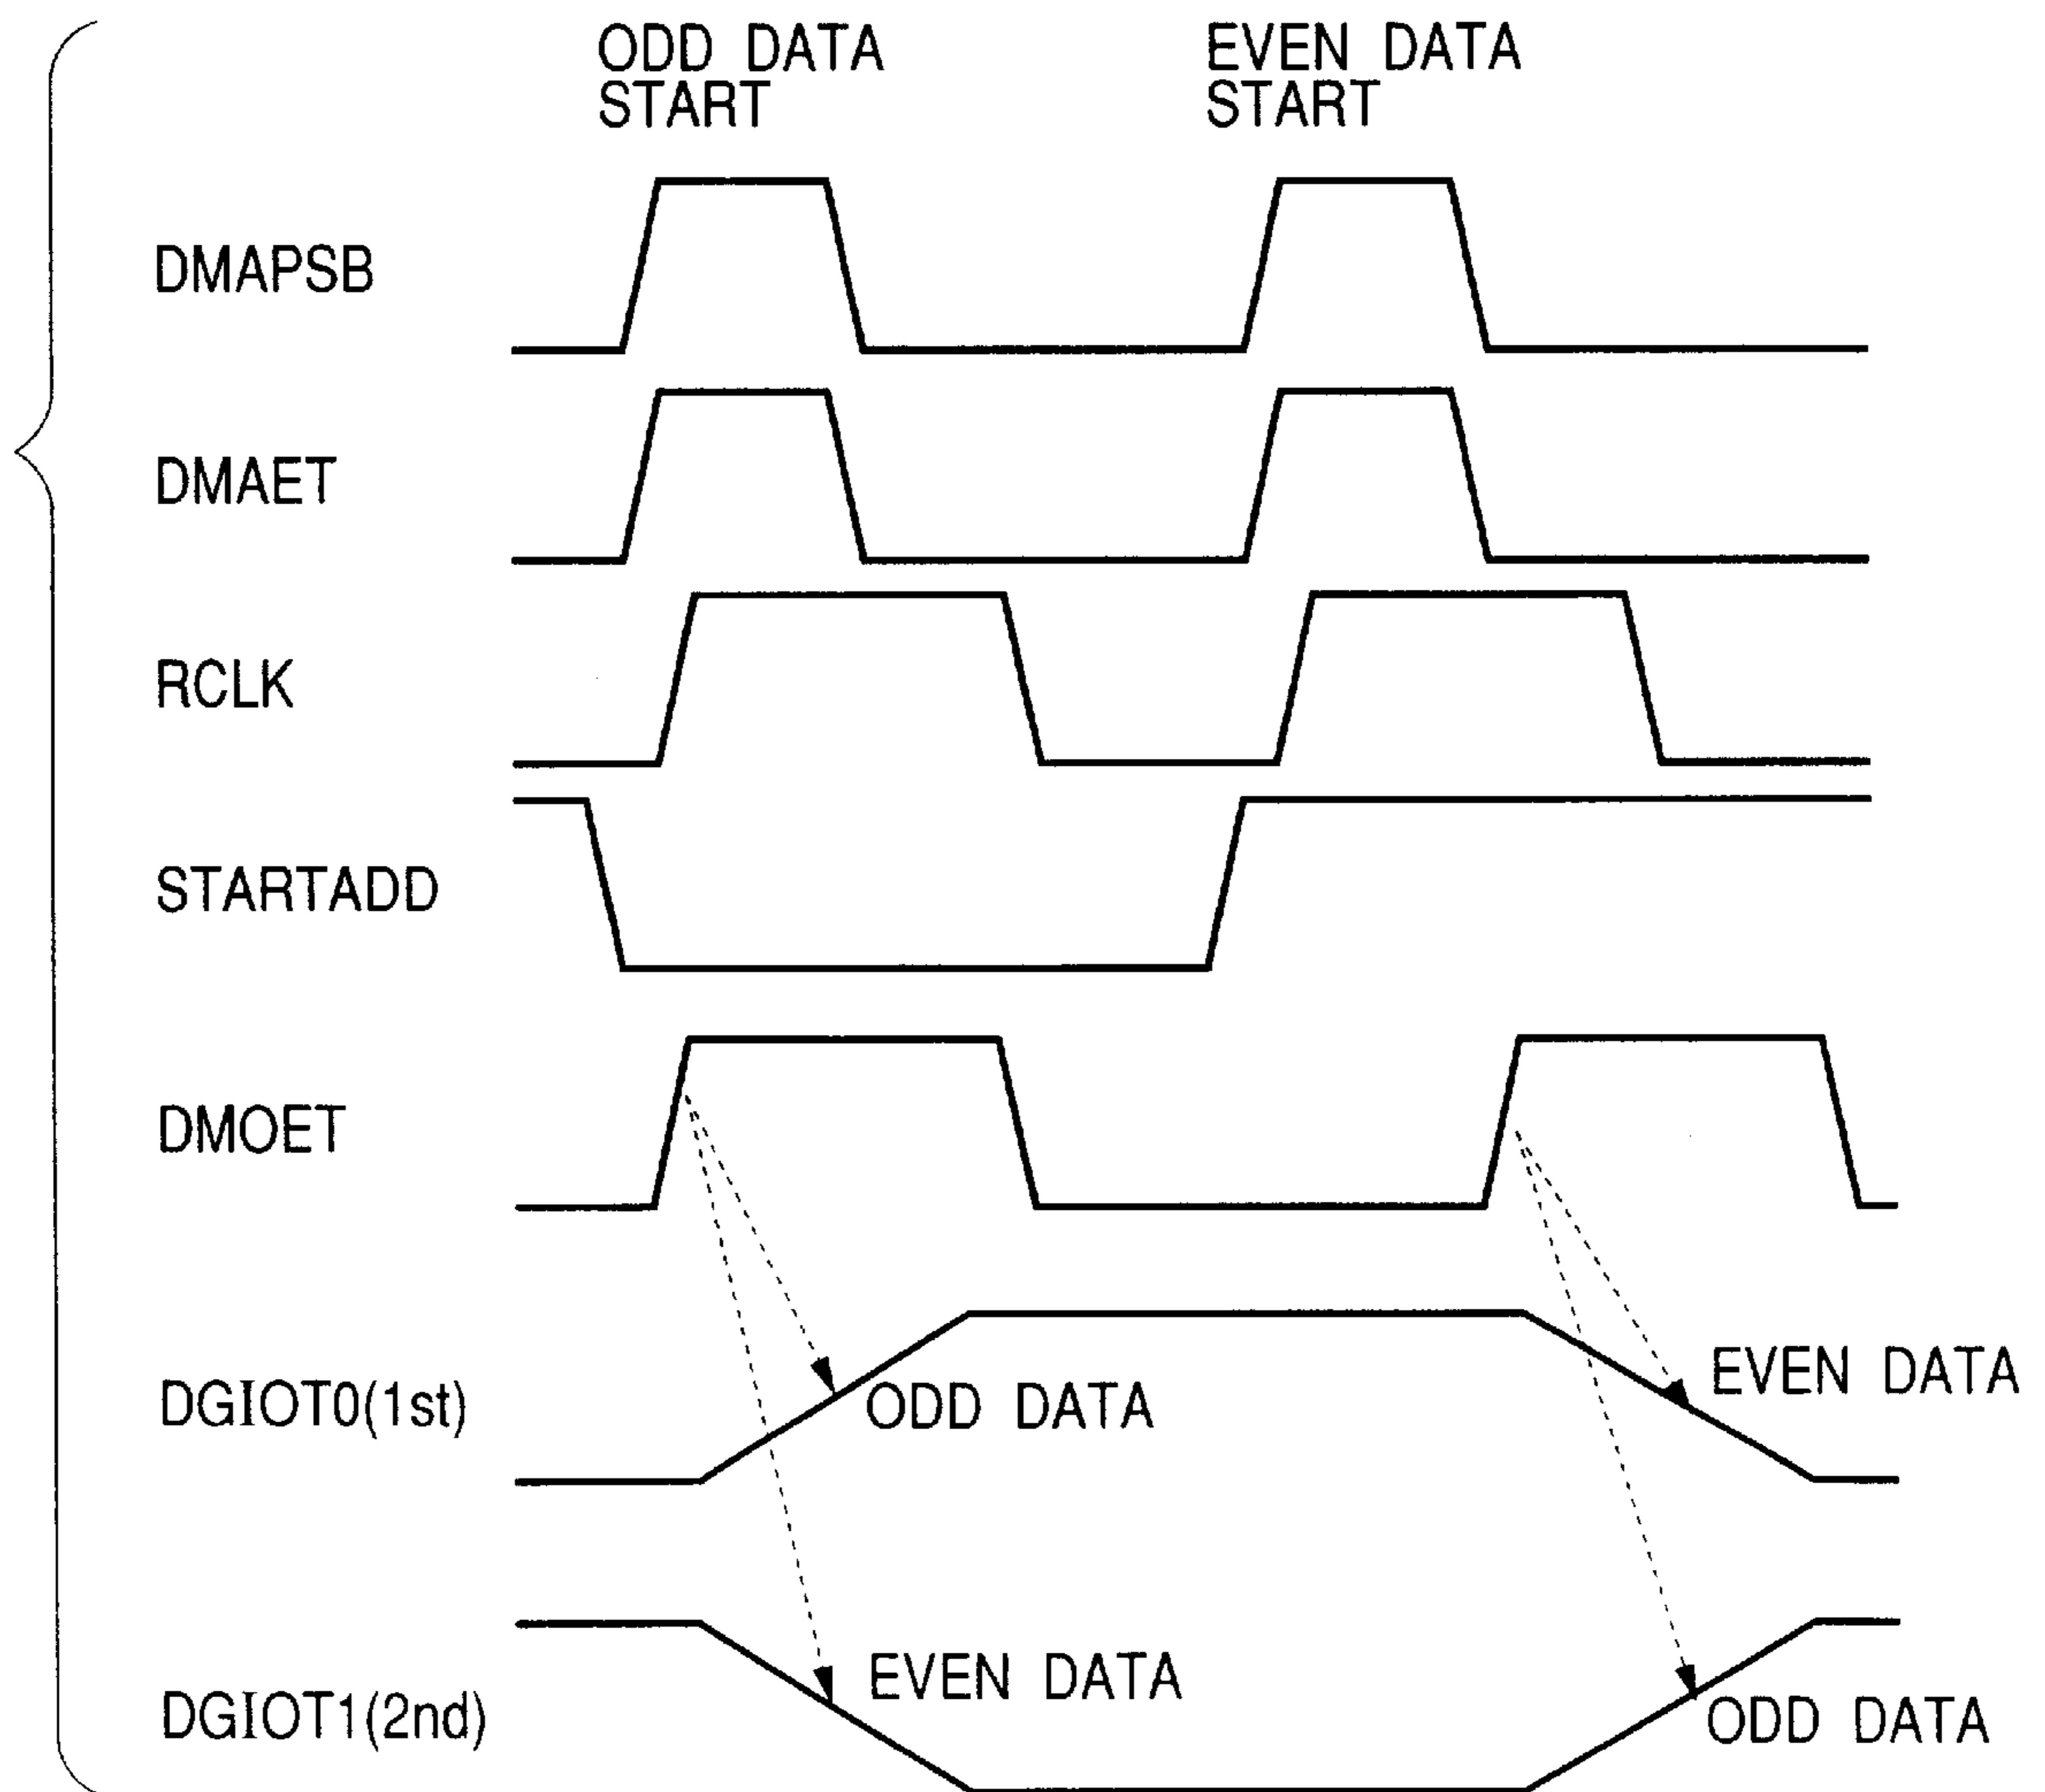 ODD DATA
START
EVEN DATA
START
DMAPSB
DMAET
RCLK
STARTADD
DMOET
DGIOT0(1st)
ODD DATA
EVEN DATA
DGIOT1(2nd)
EVEN DATA
ODD DATA